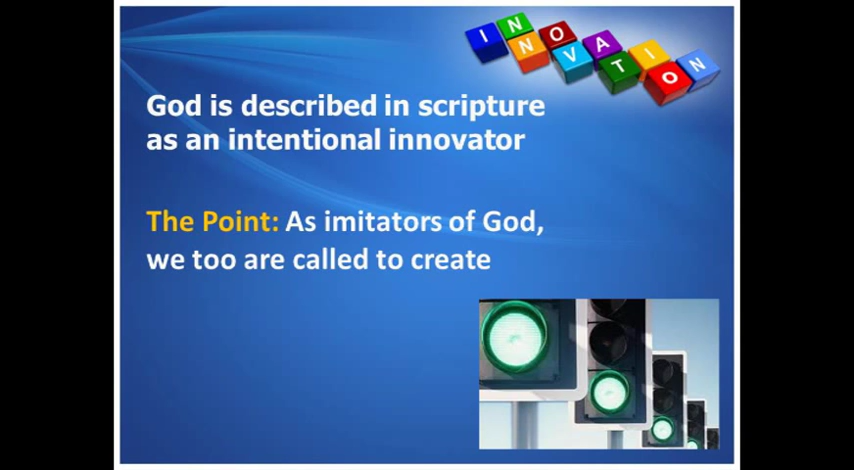 INNOVATION
God is described in scripture
as an intentional innovator
The Point: As imitators of God,
we too are called to create